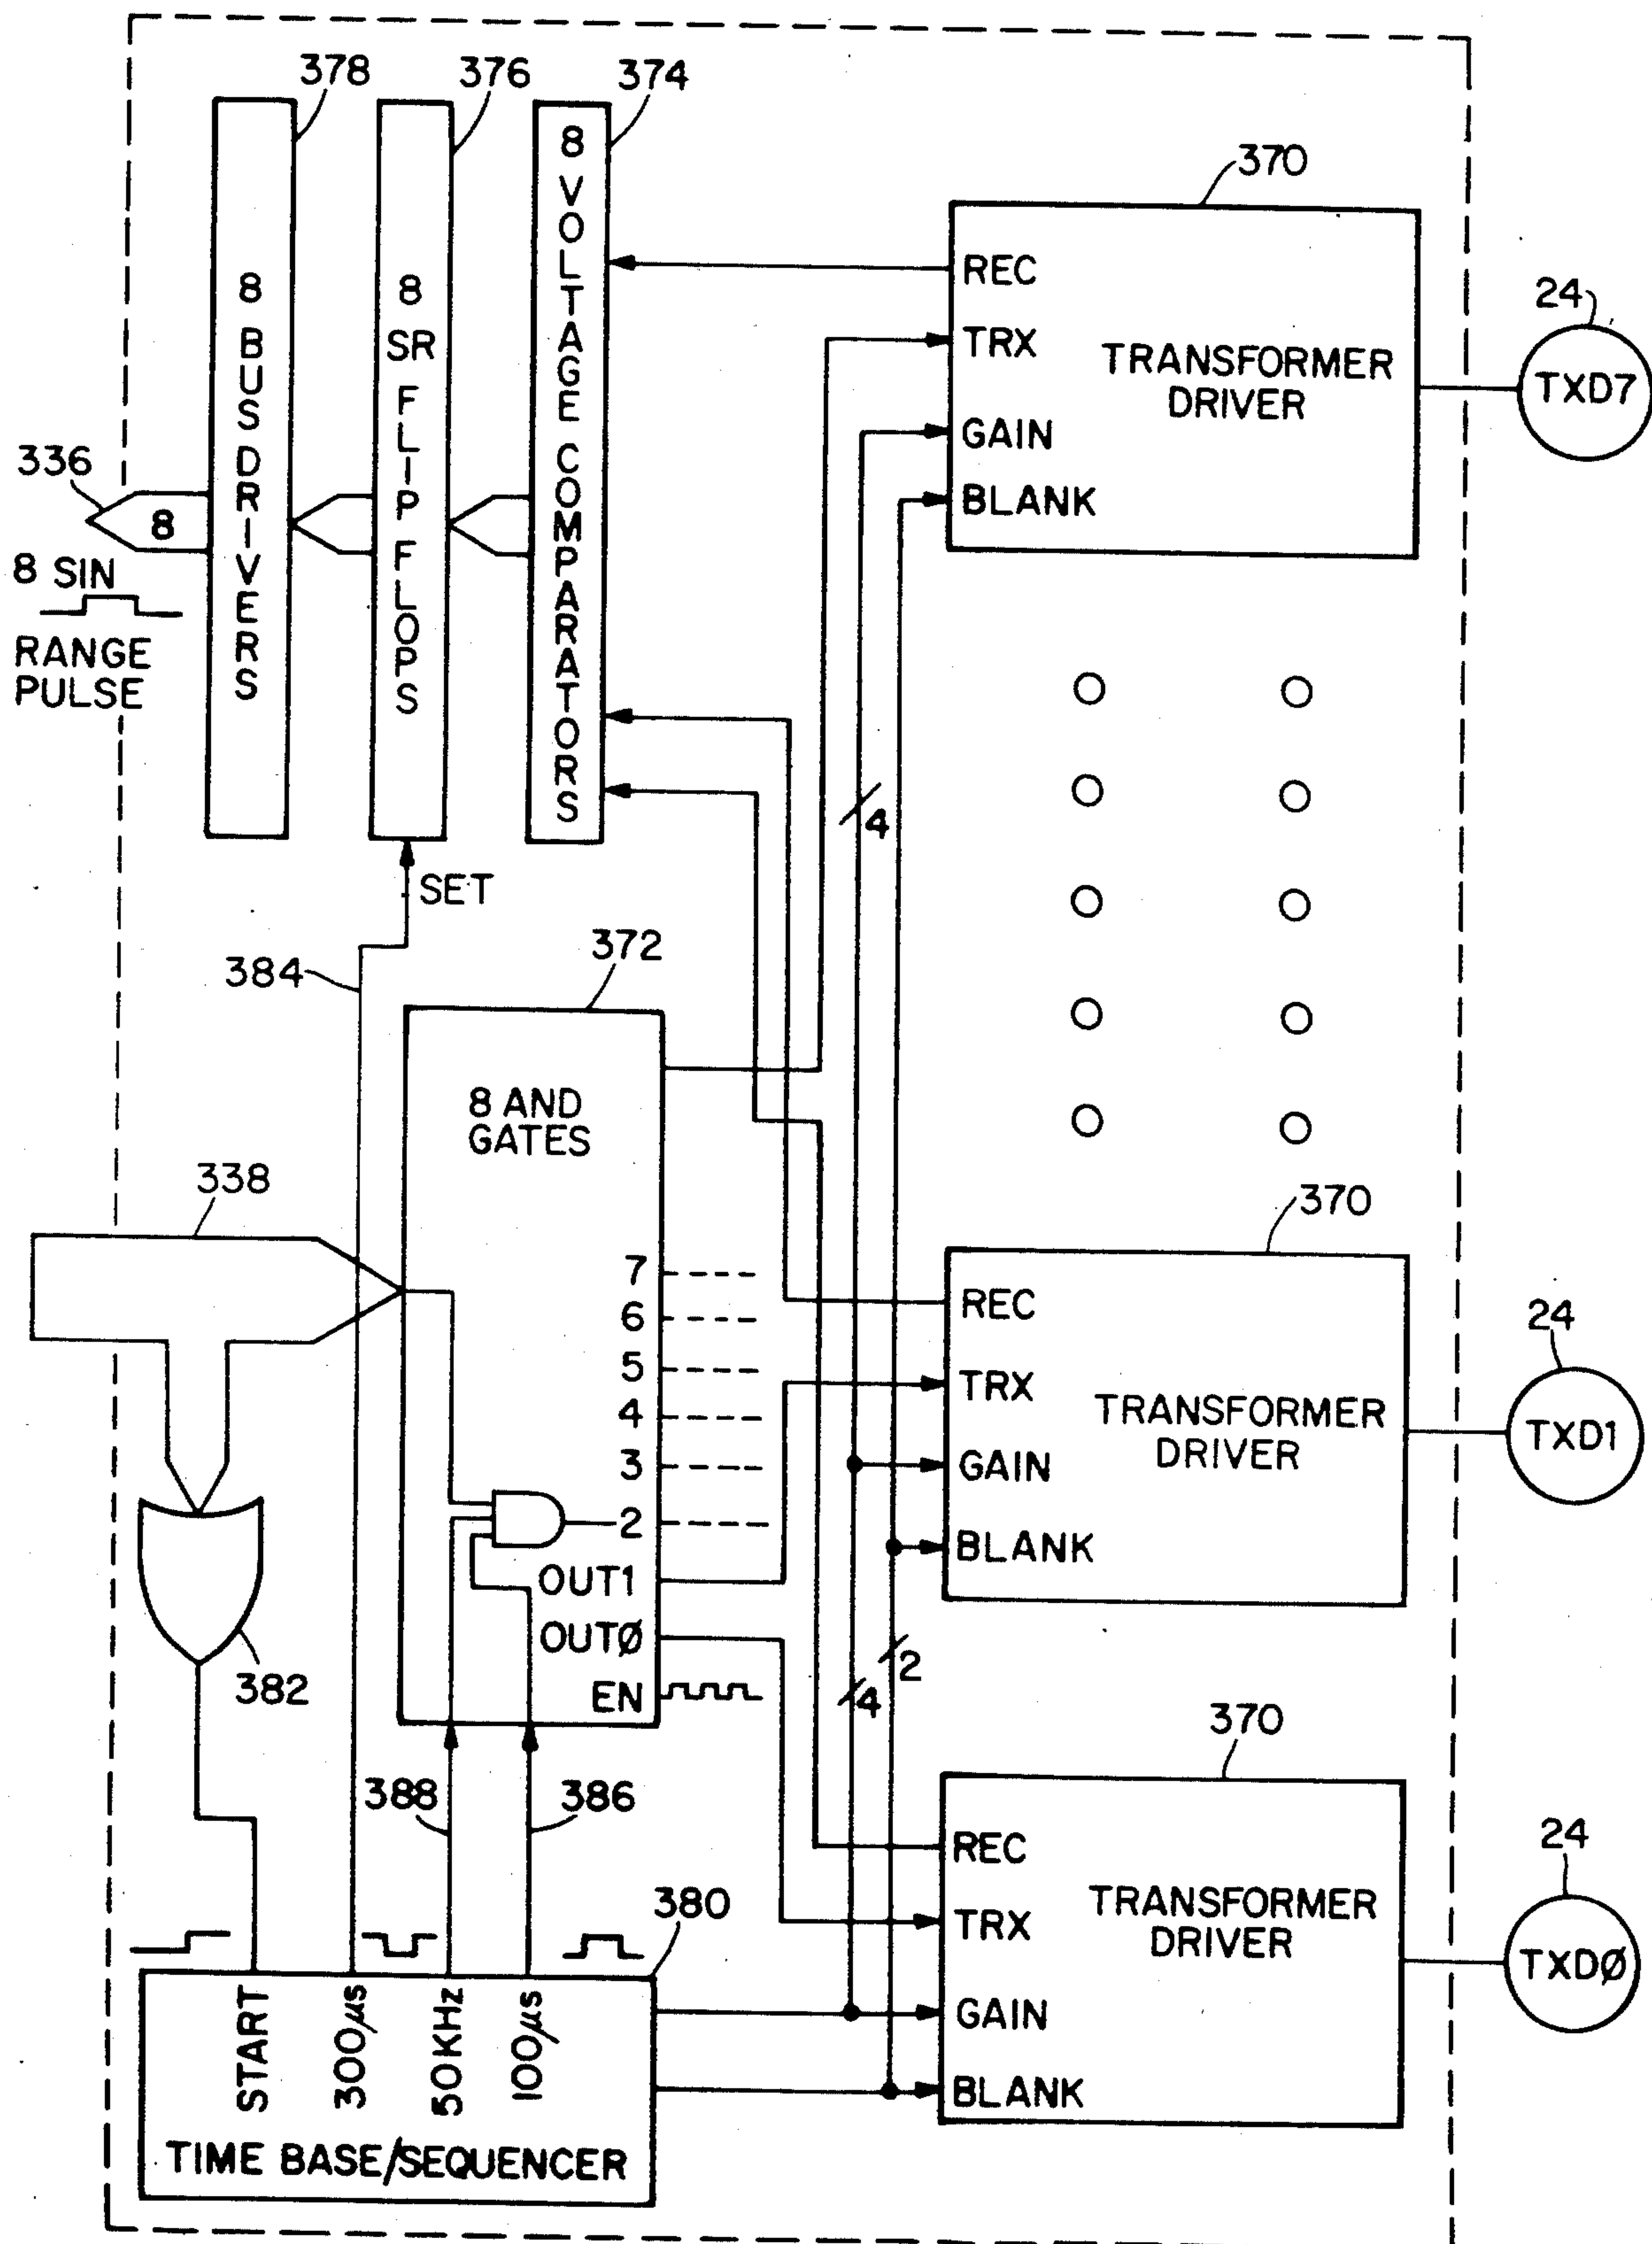 378
376
374
8 BUS DRIVERS
8 SR FLIP FLOPS
8 VOLTAGE COMPARATORS
336
8
8 SIN
RANGE
PULSE
SET
384
370
REC
TRX
GAIN
BLANK
TRANSFORMER
DRIVER
24
TXD7
4
372
8 AND
GATES
338
7
6
5
4
3
2
OUT1
OUTØ
EN
382
388
386
380
START
300µs
50KHz
100µs
TIME BASE/SEQUENCER
370
REC
TRX
GAIN
BLANK
TRANSFORMER
DRIVER
24
TXD1
2
4
370
REC
TRX
GAIN
BLANK
TRANSFORMER
DRIVER
24
TXDØ